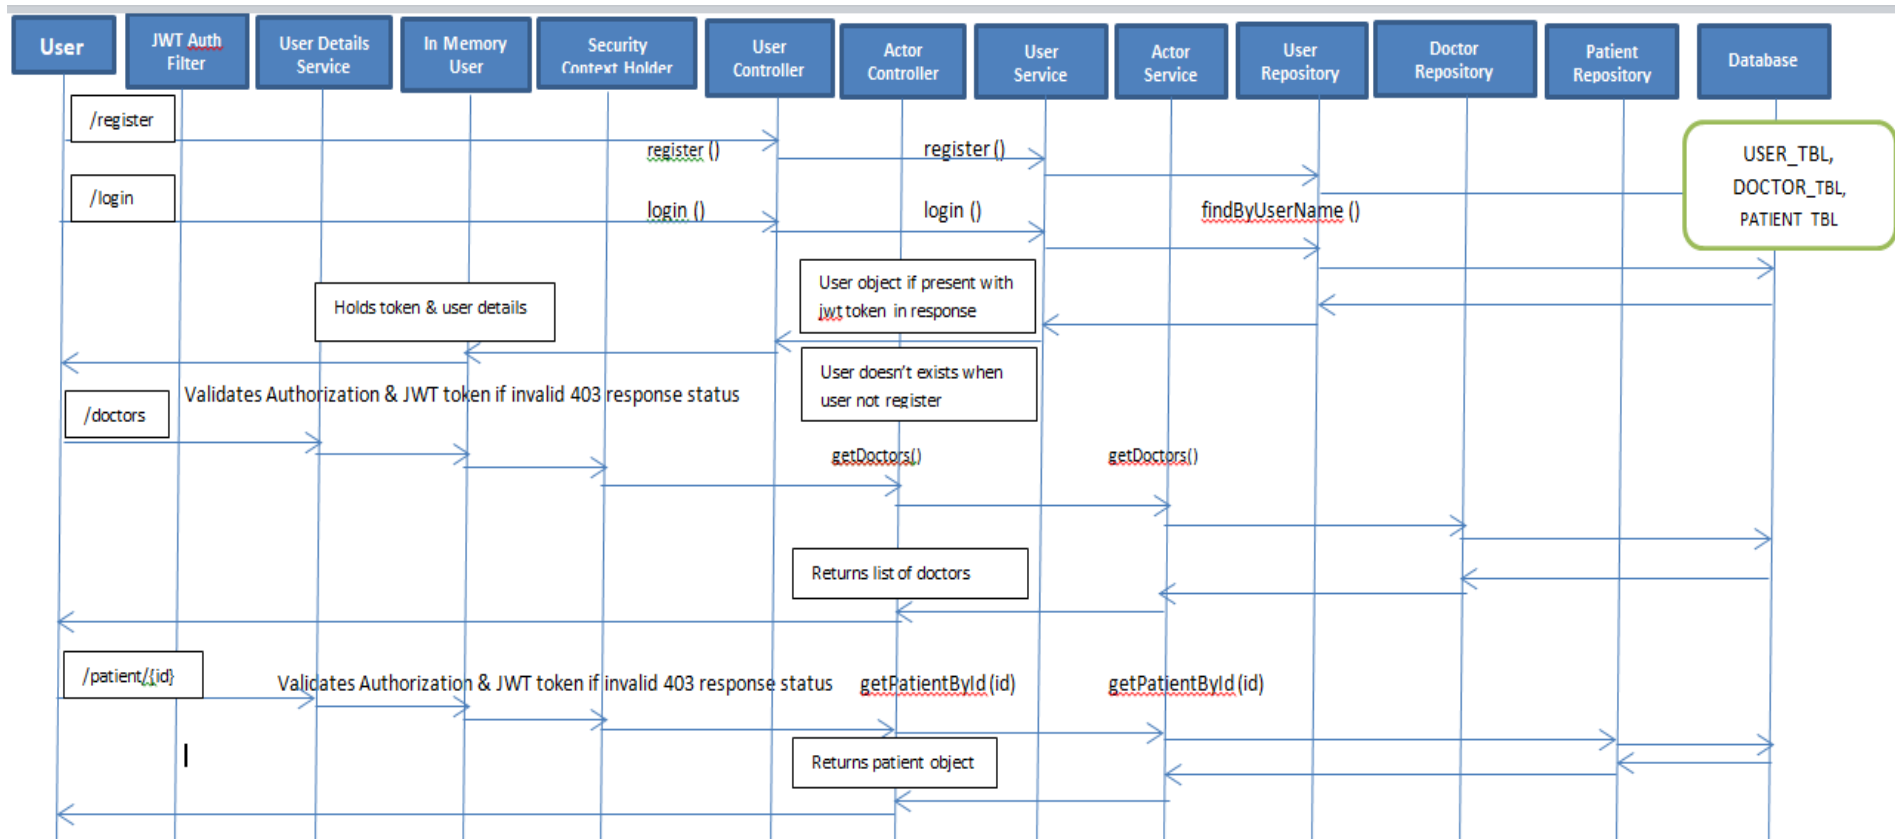 User
JWT Auth
Filter
User Details
Service
In Memory
User
Security
Context Holder
User
Controller
Actor
Controller
User
Service
Actor
Service
User
Repository
Doctor
Repository
Patient
Repository
Database
/register
register ()
register ()
USER_TBL,
DOCTOR_TBL,
PATIENT_TBL
/login
login ()
login ()
findByUserName ()
Holds token & user details
User object if present with
jwt token in response
User doesn't exists when
user not register
Validates Authorization & JWT token if invalid 403 response status
/doctors
getDoctors()
getDoctors()
Returns list of doctors
/patient/{id}
Validates Authorization & JWT token if invalid 403 response status
getPatientById (id)
getPatientById (id)
Returns patient object